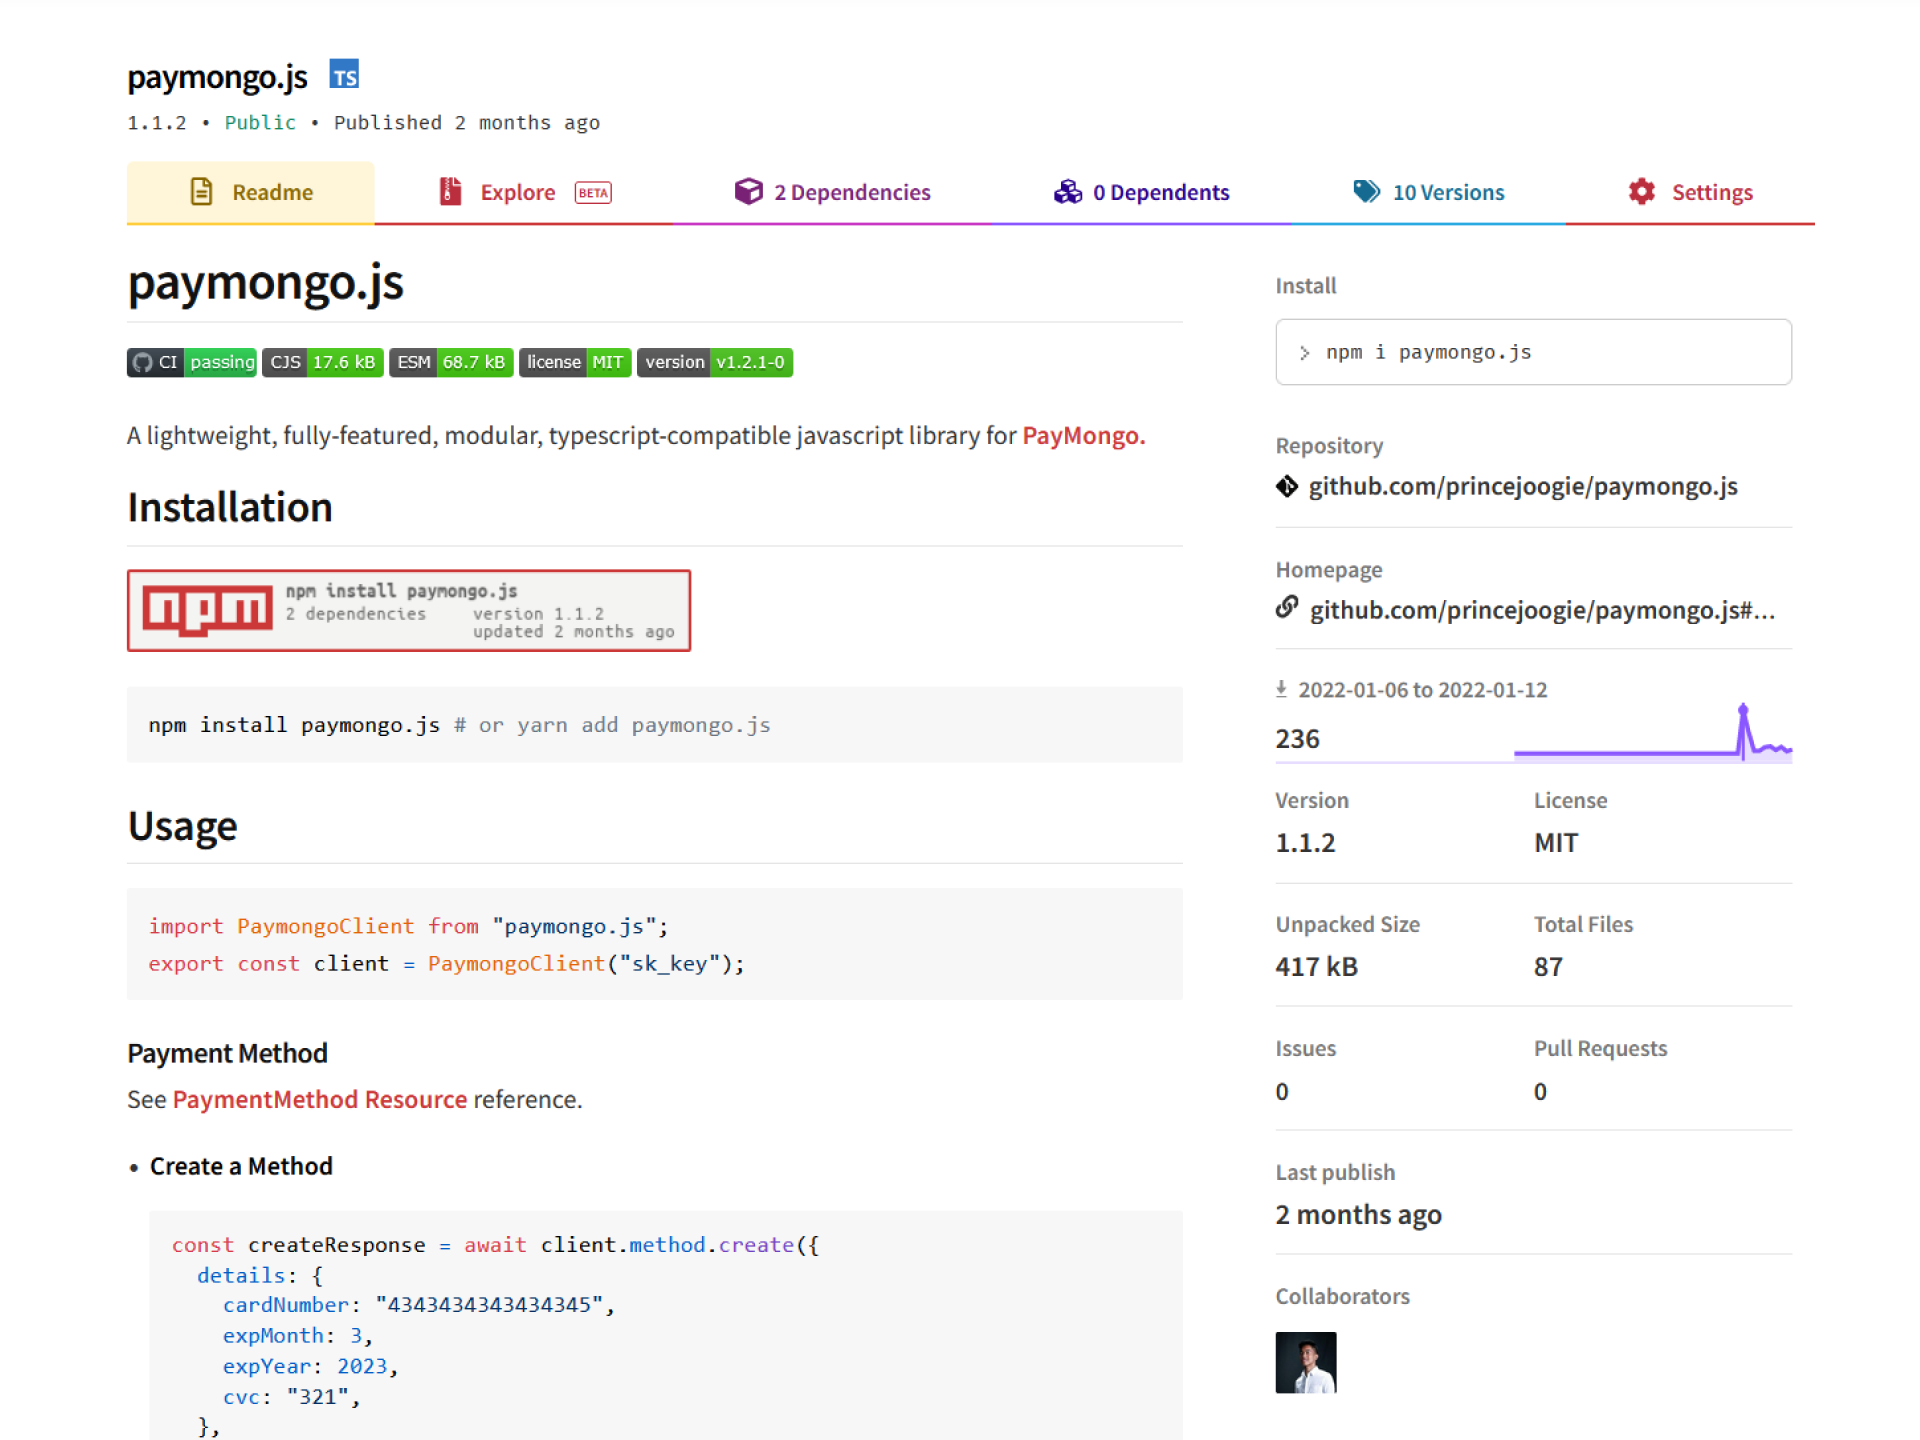 paymongo.js TS
1.1.2 • Public • Published 2 months ago
Readme
Explore BETA
2 Dependencies
0 Dependents
10 Versions
Settings
paymongo.js
CI passing CJS 17.6 kB ESM 68.7 kB license MIT version v1.2.1-0
A lightweight, fully-featured, modular, typescript-compatible javascript library for PayMongo.
Installation
npm
npm install paymongo.js
2 dependencies version 1.1.2
updated 2 months ago
npm install paymongo.js # or yarn add paymongo.js
Usage
import PaymongoClient from "paymongo.js";
export const client = PaymongoClient("sk_key");
Payment Method
See PaymentMethod Resource reference.
• Create a Method
const createResponse = await client.method.create({
details: {
cardNumber: "4343434343434345",
expMonth: 3,
expYear: 2023,
cvc: "321",
},
Install
> npm i paymongo.js
Repository
github.com/princejoogie/paymongo.js
Homepage
github.com/princejoogie/paymongo.js#...
2022-01-06 to 2022-01-12
236
Version License
1.1.2 MIT
Unpacked Size Total Files
417 kB 87
Issues Pull Requests
0 0
Last publish
2 months ago
Collaborators